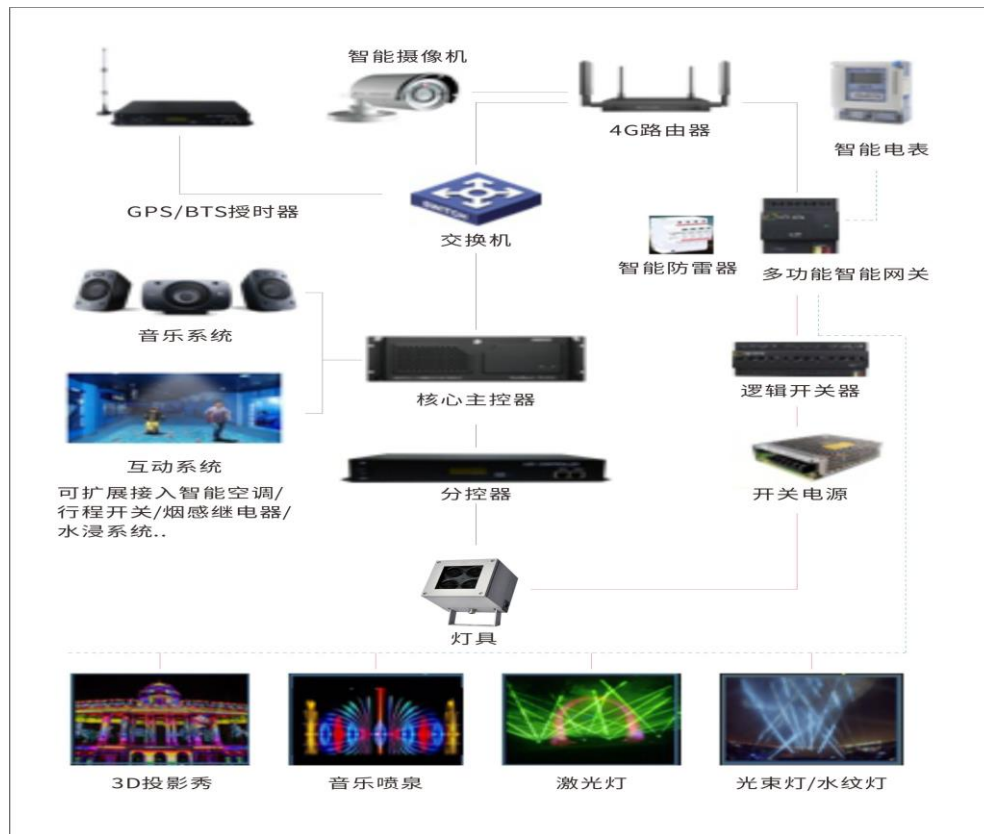 智能摄像机
4G路由器
智能电表
GPS/BTS授时器
交换机
智能防雷器
多功能智能网关
音乐系统
核心主控器
逻辑开关器
互动系统
可扩展接入智能空调/
行程开关/烟感继电器/
水浸系统..
分控器
开关电源
灯具
3D投影秀
音乐喷泉
激光灯
光束灯/水纹灯